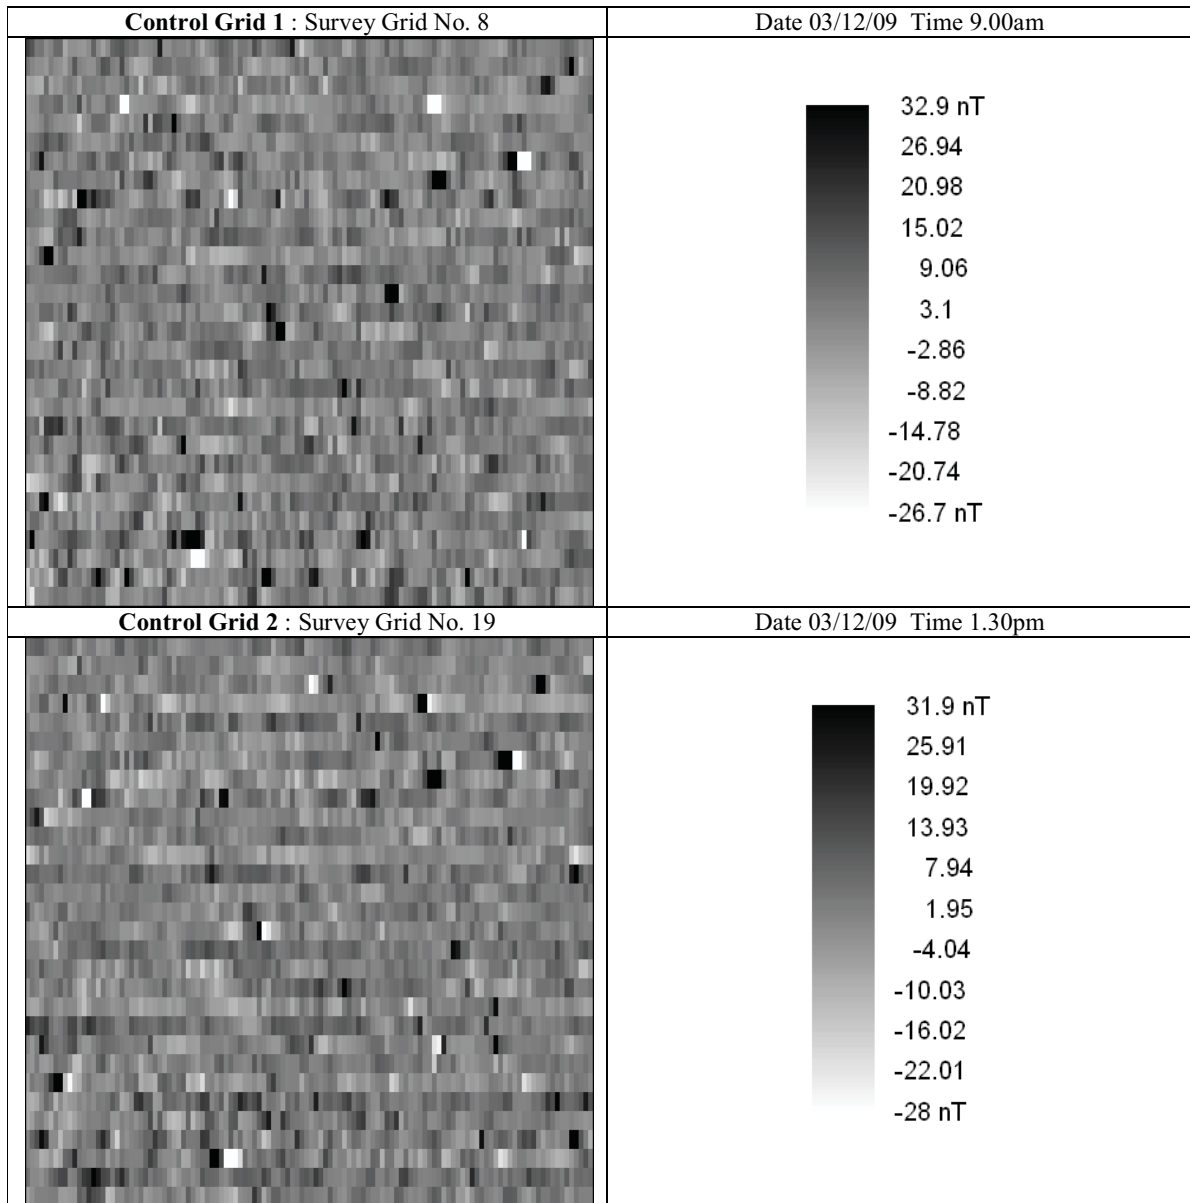 Control Grid 1 : Survey Grid No. 8
Date 03/12/09 Time 9.00am
32.9 nT
26.94
20.98
15.02
9.06
3.1
-2.86
-8.82
-14.78
-20.74
-26.7 nT
Control Grid 2 : Survey Grid No. 19
Date 03/12/09 Time 1.30pm
31.9 nT
25.91
19.92
13.93
7.94
1.95
-4.04
-10.03
-16.02
-22.01
-28 nT